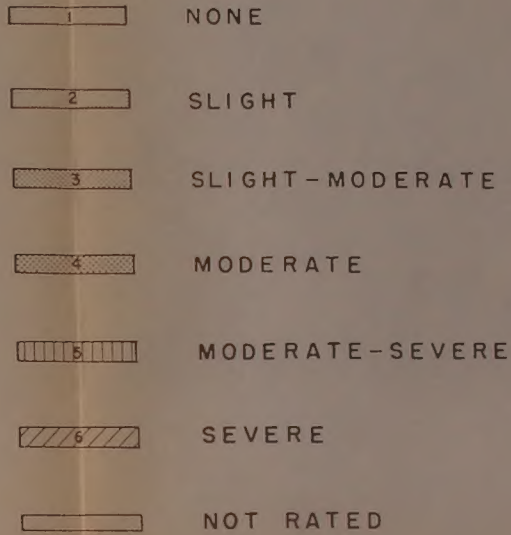 1 NONE
2 SLIGHT
3 SLIGHT-MODERATE
4 MODERATE
5 MODERATE-SEVERE
6 SEVERE
NOT RATED